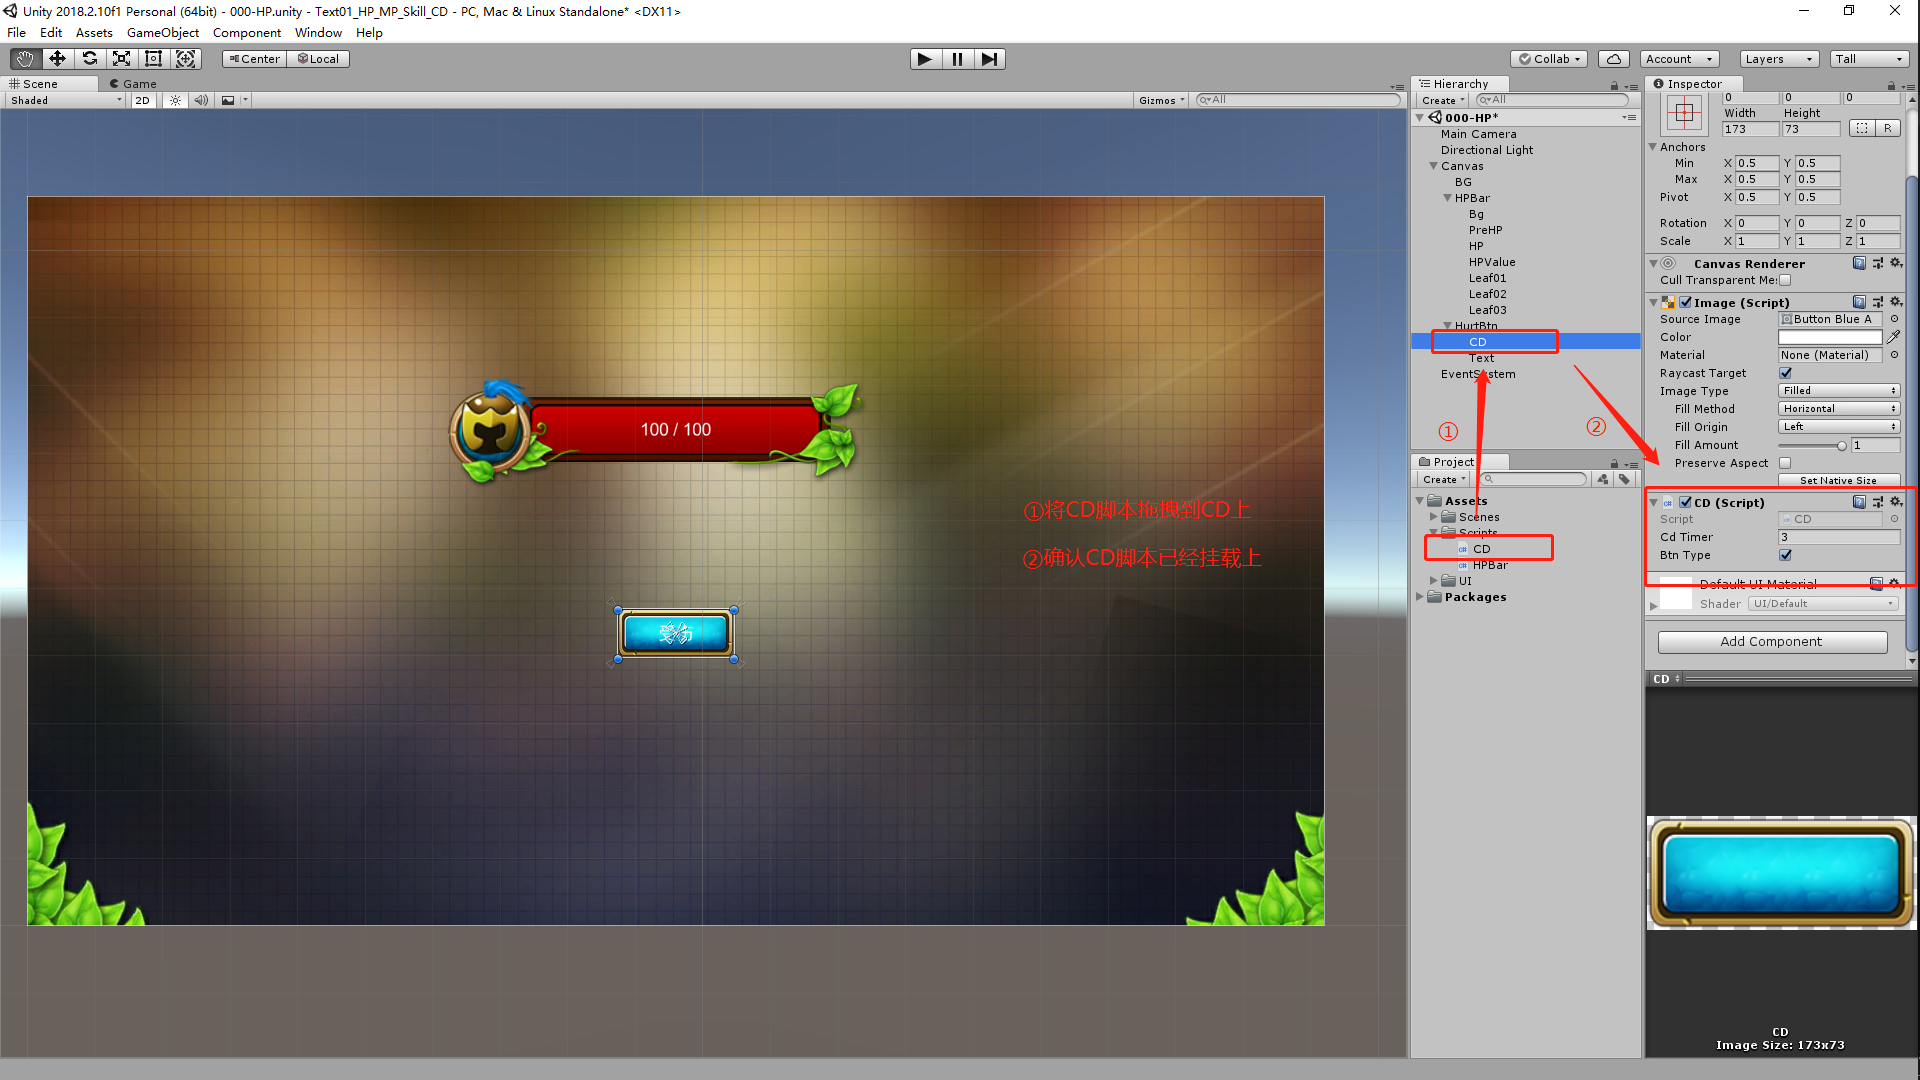 Unity 2018.2.10f1 Personal (64bit) - 000-HP.unity - Text01_HP_MP_Skill_CD - PC, Mac & Linux Standalone* <DX11>
File Edit Assets GameObject Component Window Help
Center Local
Collab Account Layers Tall
Scene Game
Shaded 2D Gizmos All
100 / 100
①将CD脚本拖拽到CD上
②确认CD脚本已经挂载上
受伤
Hierarchy
Create All
000-HP*
Main Camera
Directional Light
Canvas
BG
HPBar
Bg
PreHP
HP
HPValue
Leaf01
Leaf02
Leaf03
HurtBtn
CD
Text
EventSystem
①
②
Project
Create
Assets
Scenes
Scripts
CD
HPBar
UI
Packages
Inspector
0 0 0
Width Height
173 73 R
Anchors
Min X 0.5 Y 0.5
Max X 0.5 Y 0.5
Pivot X 0.5 Y 0.5
Rotation X 0 Y 0 Z 0
Scale X 1 Y 1 Z 1
Canvas Renderer
Cull Transparent Me
Image (Script)
Source Image Button Blue A
Color
Material None (Material)
Raycast Target
Image Type Filled
Fill Method Horizontal
Fill Origin Left
Fill Amount 1
Preserve Aspect
Set Native Size
CD (Script)
Script CD
Cd Timer 3
Btn Type
Default UI Material
Shader UI/Default
Add Component
CD
CD
Image Size: 173x73